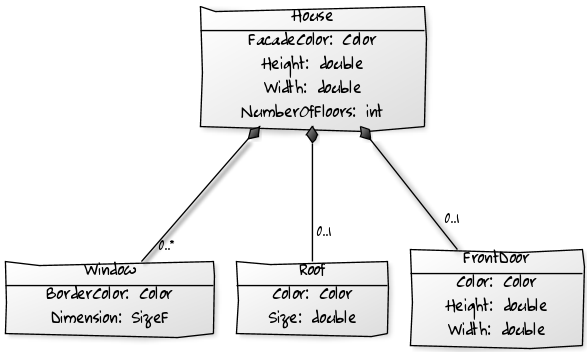 House
FacadeColor: Color
Height: double
Width: double
NumberOfFloors: int
0..*
0..1
0..1
Window
BorderColor: Color
Dimension: SizeF
Roof
Color: Color
Size: double
FrontDoor
Color: Color
Height: double
Width: double